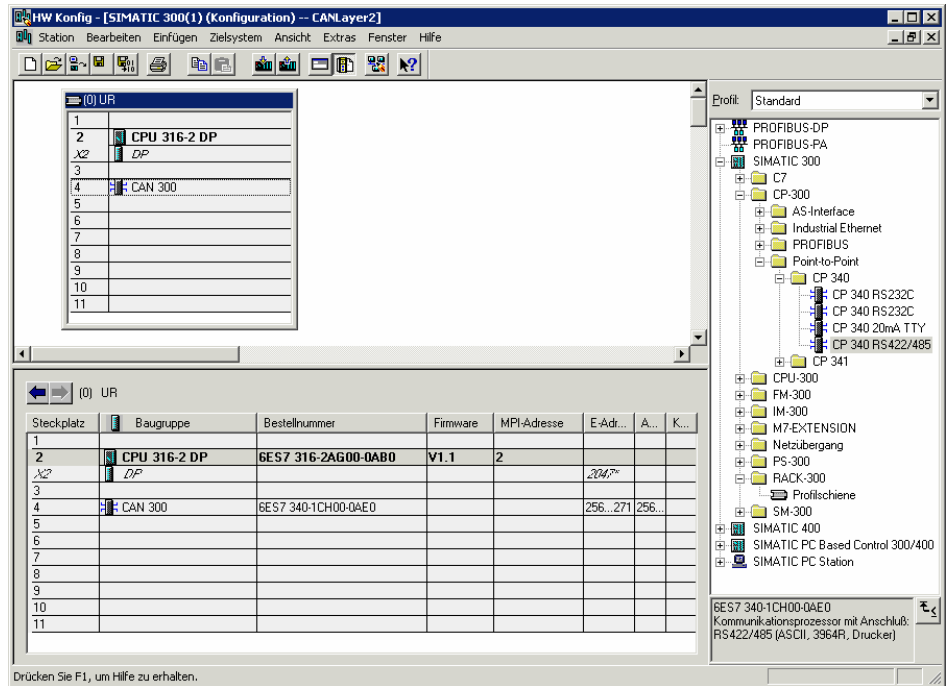 HW Konfig - [SIMATIC 300(1) (Konfiguration) -- CANLayer2]
Station Bearbeiten Einfügen Zielsystem Ansicht Extras Fenster Hilfe
(0) UR
1
2 CPU 316-2 DP
X2 DP
3
4 CAN 300
5
6
7
8
9
10
11
Profil: Standard
PROFIBUS-DP
PROFIBUS-PA
SIMATIC 300
C7
CP-300
AS-Interface
Industrial Ethernet
PROFIBUS
Point-to-Point
CP 340
CP 340 RS232C
CP 340 RS232C
CP 340 20mA TTY
CP 340 RS422/485
CP 341
CPU-300
FM-300
IM-300
M7-EXTENSION
Netzübergang
PS-300
RACK-300
Profilschiene
SM-300
SIMATIC 400
SIMATIC PC Based Control 300/400
SIMATIC PC Station
(0) UR
Steckplatz Baugruppe Bestellnummer Firmware MPI-Adresse E-Adr... A... K...
1
2 CPU 316-2 DP 6ES7 316-2AG00-0AB0 V1.1 2
X2 DP 2047*
3
4 CAN 300 6ES7 340-1CH00-0AE0 256...271 256...
5
6
7
8
9
10
11
6ES7 340-1CH00-0AE0
Kommunikationsprozessor mit Anschluß:
RS422/485 (ASCII, 3964R, Drucker)
Drücken Sie F1, um Hilfe zu erhalten.